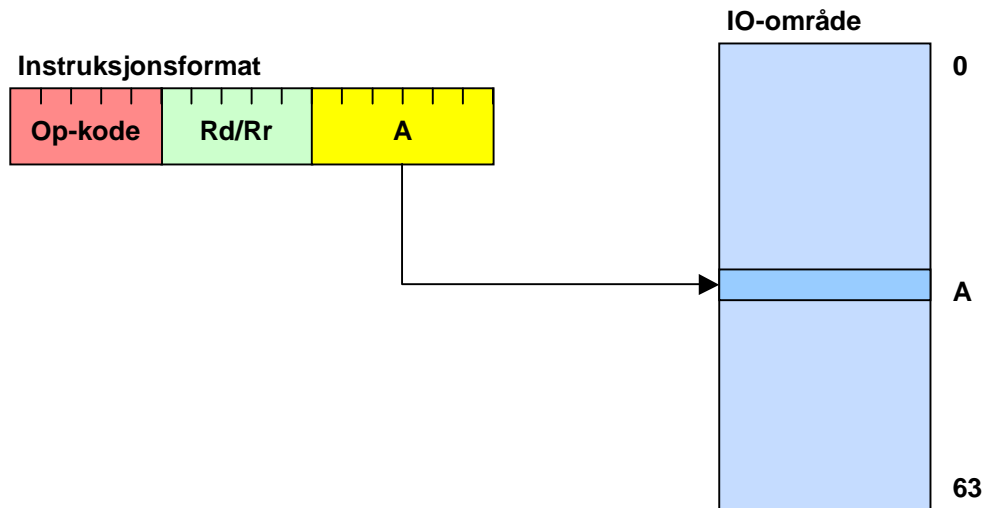 IO-område
Instruksjonsformat
0
Op-kode Rd/Rr A
A
63